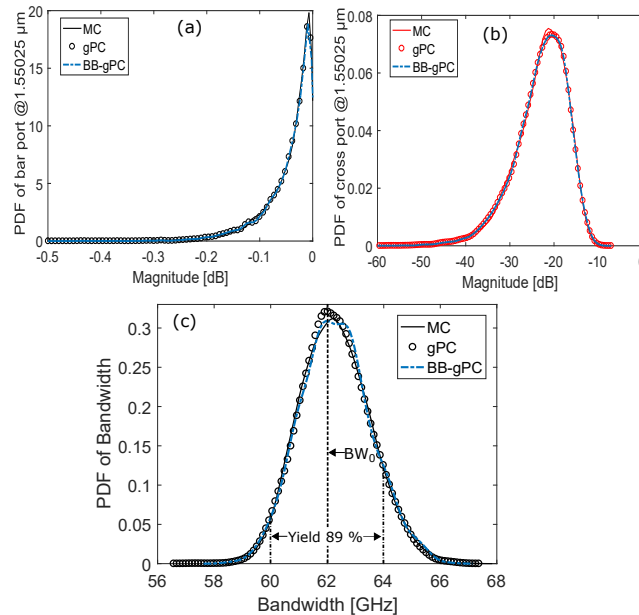 (a)
MC
gPC
BB-gPC
PDF of bar port @1.55025 μm
20
15
10
5
0
-0.5 -0.4 -0.3 -0.2 -0.1 0
Magnitude [dB]
(b)
MC
gPC
BB-gPC
PDF of cross port @1.55025 μm
0.08
0.06
0.04
0.02
0
-60 -50 -40 -30 -20 -10 0
Magnitude [dB]
(c)
MC
gPC
BB-gPC
PDF of Bandwidth
0.3
0.25
0.2
0.15
0.1
0.05
0
BW₀
Yield 89 %
56 58 60 62 64 66 68
Bandwidth [GHz]